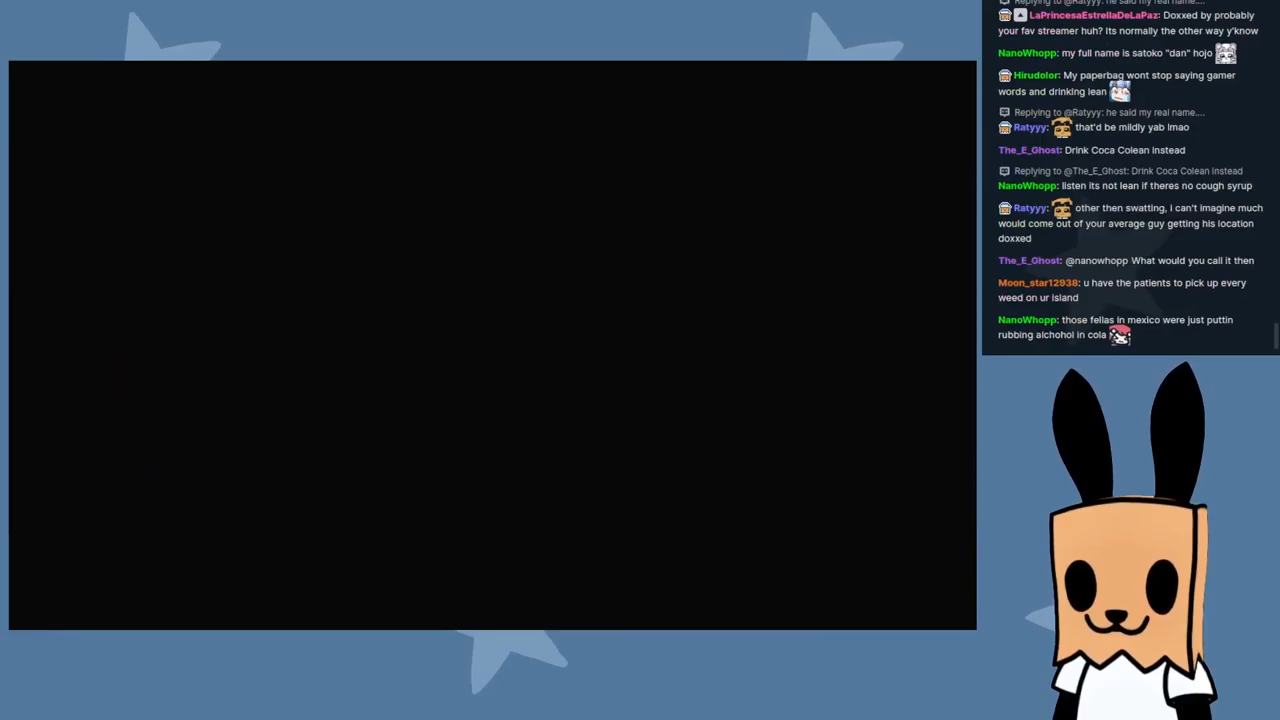 Replying to @Ratyyy: he said my real name....
LaPrincesaEstrellaDeLaPaz: Doxxed by probably
your fav streamer huh? Its normally the other way y'know
NanoWhopp: my full name is satoko "dan" hojo
Hirudolor: My paperbag wont stop saying gamer
words and drinking lean
Replying to @Ratyyy: he said my real name....
Ratyyy: that'd be mildly yab lmao
The_E_Ghost: Drink Coca Colean instead
Replying to @The_E_Ghost: Drink Coca Colean instead
NanoWhopp: listen its not lean if theres no cough syrup
Ratyyy: other then swatting, i can't imagine much
would come out of your average guy getting his location
doxxed
The_E_Ghost: @nanowhopp What would you call it then
Moon_star12938: u have the patients to pick up every
weed on ur island
NanoWhopp: those fellas in mexico were just puttin
rubbing alchohol in cola